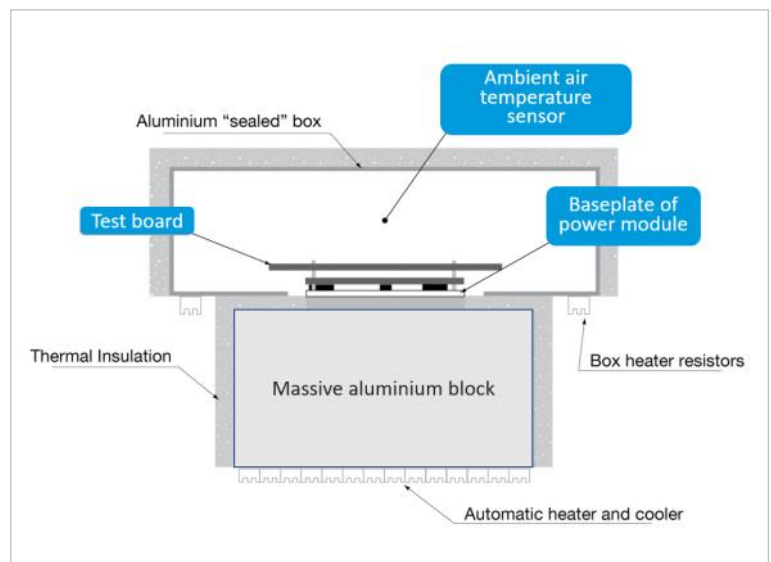 Ambient air
temperature
sensor
Aluminium “sealed” box
Test board
Baseplate of
power module
Thermal Insulation
Box heater resistors
Massive aluminium block
Automatic heater and cooler